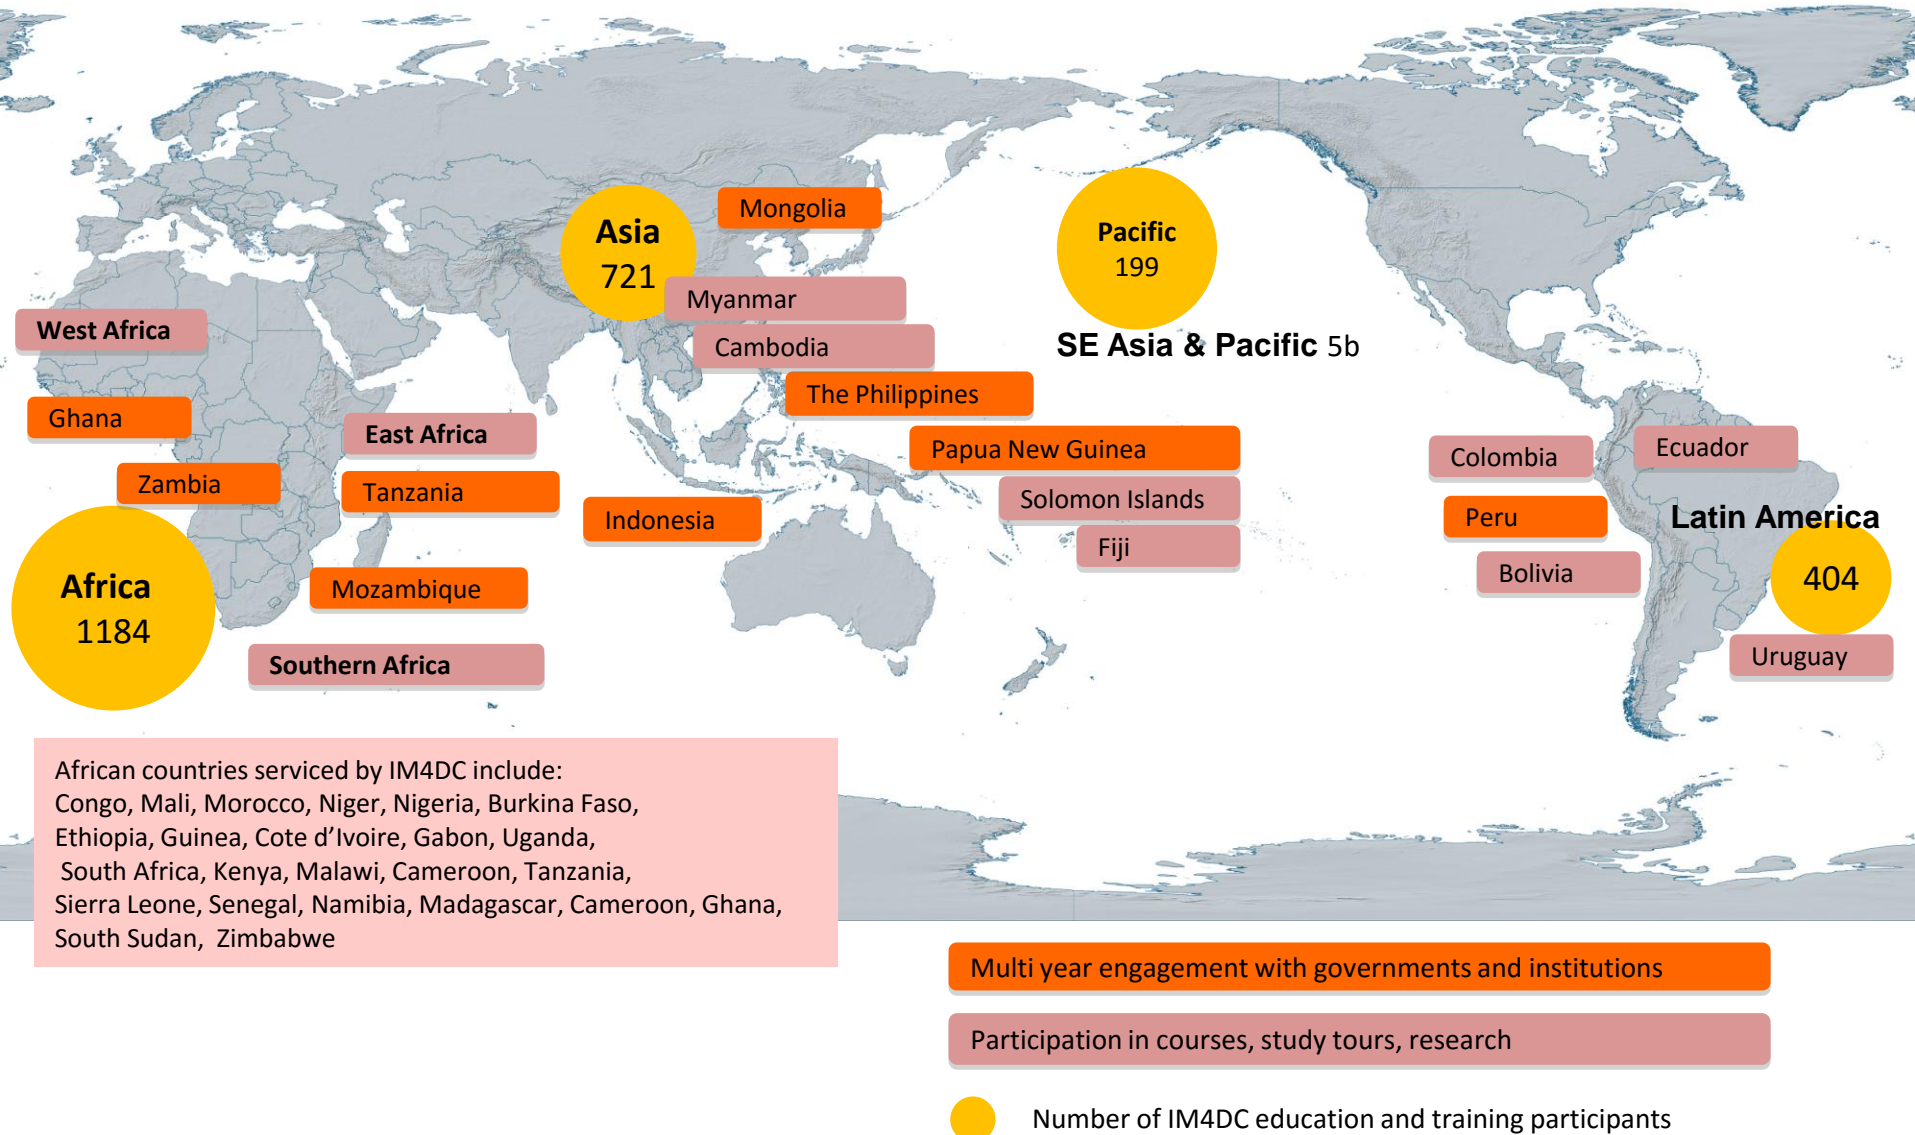 Asia
721
Mongolia
Pacific
199
Myanmar
West Africa
Cambodia
SE Asia & Pacific 5b
The Philippines
Ghana
East Africa
Papua New Guinea
Colombia
Ecuador
Zambia
Tanzania
Indonesia
Solomon Islands
Peru
Latin America
Fiji
Africa
1184
Mozambique
Bolivia
404
Southern Africa
Uruguay
African countries serviced by IM4DC include:
Congo, Mali, Morocco, Niger, Nigeria, Burkina Faso,
Ethiopia, Guinea, Cote d’Ivoire, Gabon, Uganda,
South Africa, Kenya, Malawi, Cameroon, Tanzania,
Sierra Leone, Senegal, Namibia, Madagascar, Cameroon, Ghana,
South Sudan, Zimbabwe
Multi year engagement with governments and institutions
Participation in courses, study tours, research
Number of IM4DC education and training participants